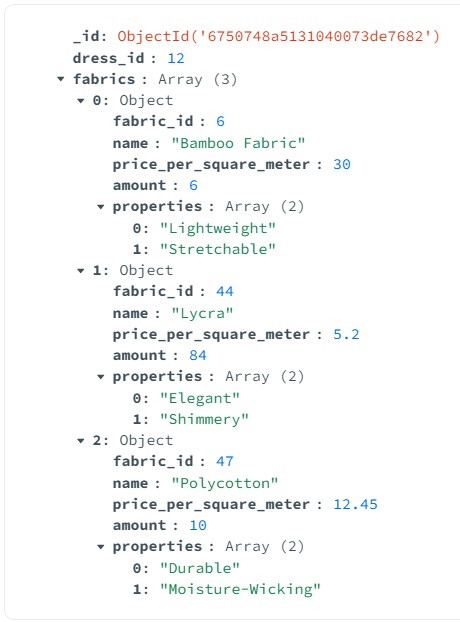 _id: ObjectId('6750748a5131040073de7682')
dress_id : 12
fabrics : Array (3)
0: Object
fabric_id : 6
name : "Bamboo Fabric"
price_per_square_meter : 30
amount : 6
properties : Array (2)
0: "Lightweight"
1: "Stretchable"
1: Object
fabric_id : 44
name : "Lycra"
price_per_square_meter : 5.2
amount : 84
properties : Array (2)
0: "Elegant"
1: "Shimmery"
2: Object
fabric_id : 47
name : "Polycotton"
price_per_square_meter : 12.45
amount : 10
properties : Array (2)
0: "Durable"
1: "Moisture-Wicking"